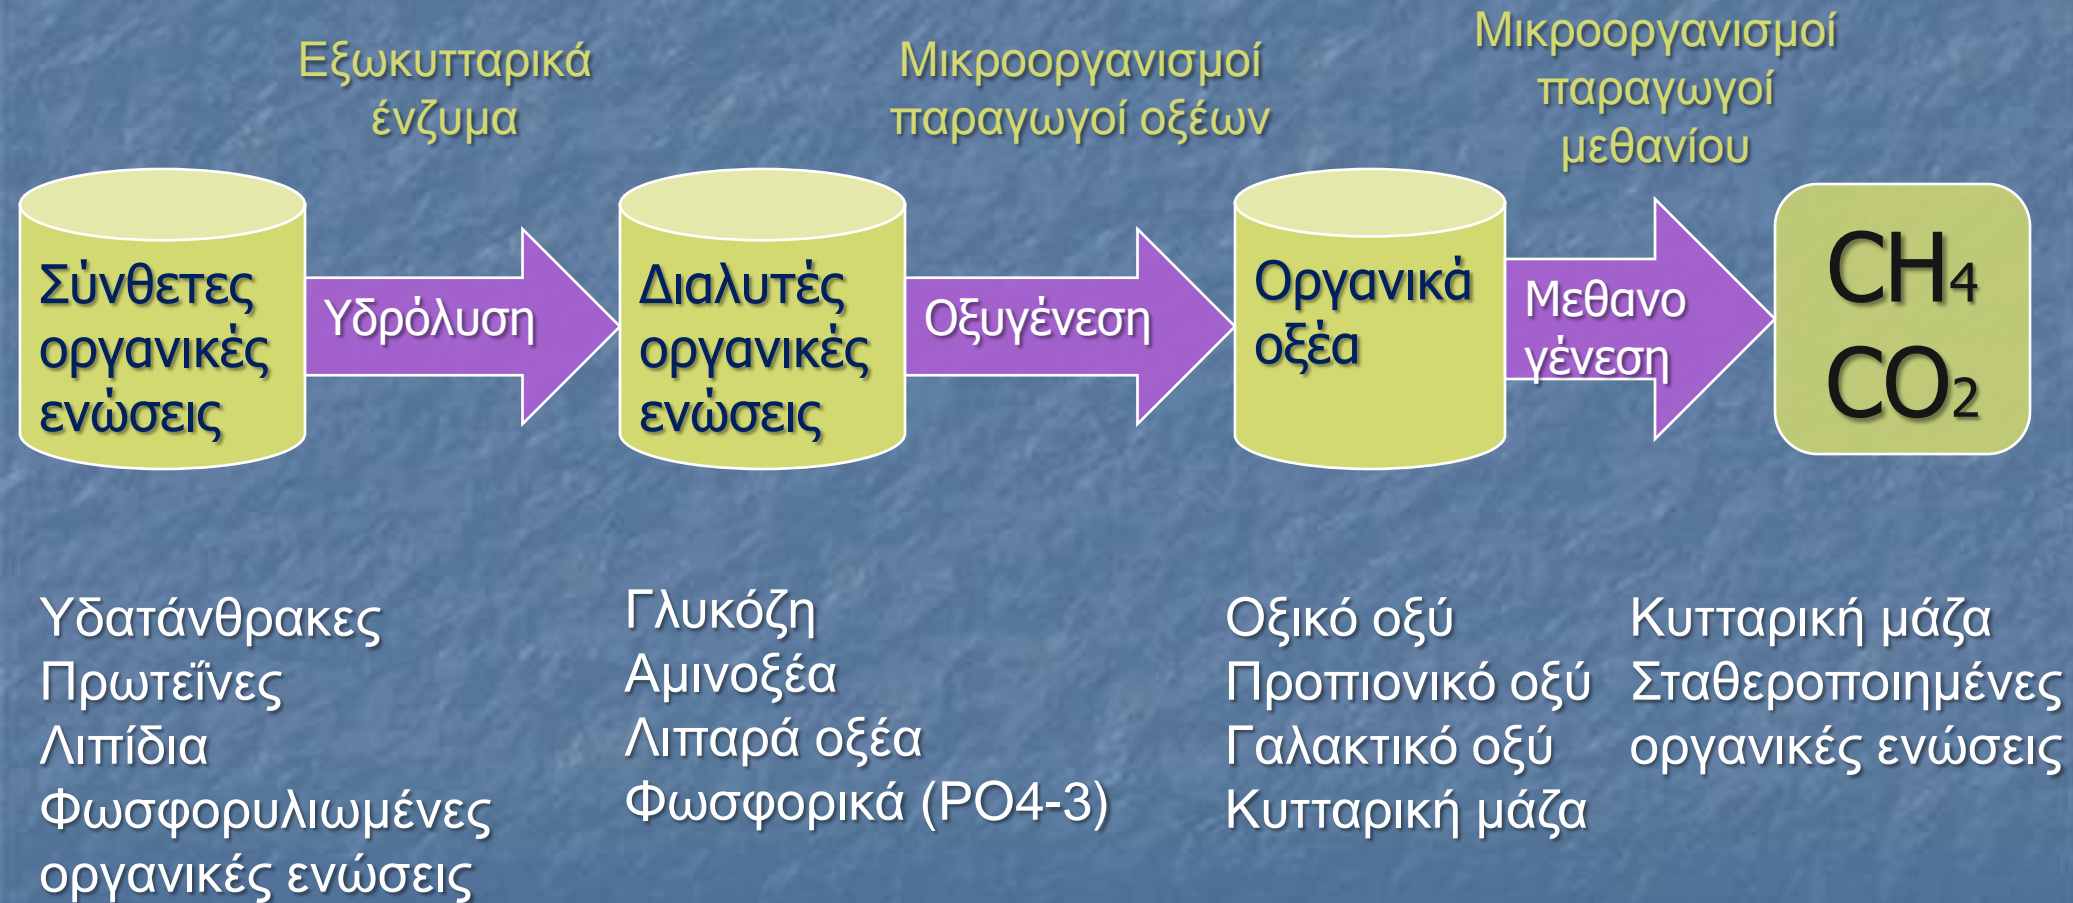 Εξωκυτταρικά
ένζυμα
Μικροοργανισμοί
παραγωγοί οξέων
Μικροοργανισμοί
παραγωγοί
μεθανίου
Σύνθετες
οργανικές
ενώσεις
Υδρόλυση
Διαλυτές
οργανικές
ενώσεις
Οξυγένεση
Οργανικά
οξέα
Μεθανο
γένεση
CH4
CO2
Υδατάνθρακες
Πρωτεΐνες
Λιπίδια
Φωσφορυλιωμένες
οργανικές ενώσεις
Γλυκόζη
Αμινοξέα
Λιπαρά οξέα
Φωσφορικά (PO4-3)
Οξικό οξύ
Προπιονικό οξύ
Γαλακτικό οξύ
Κυτταρική μάζα
Κυτταρική μάζα
Σταθεροποιημένες
οργανικές ενώσεις